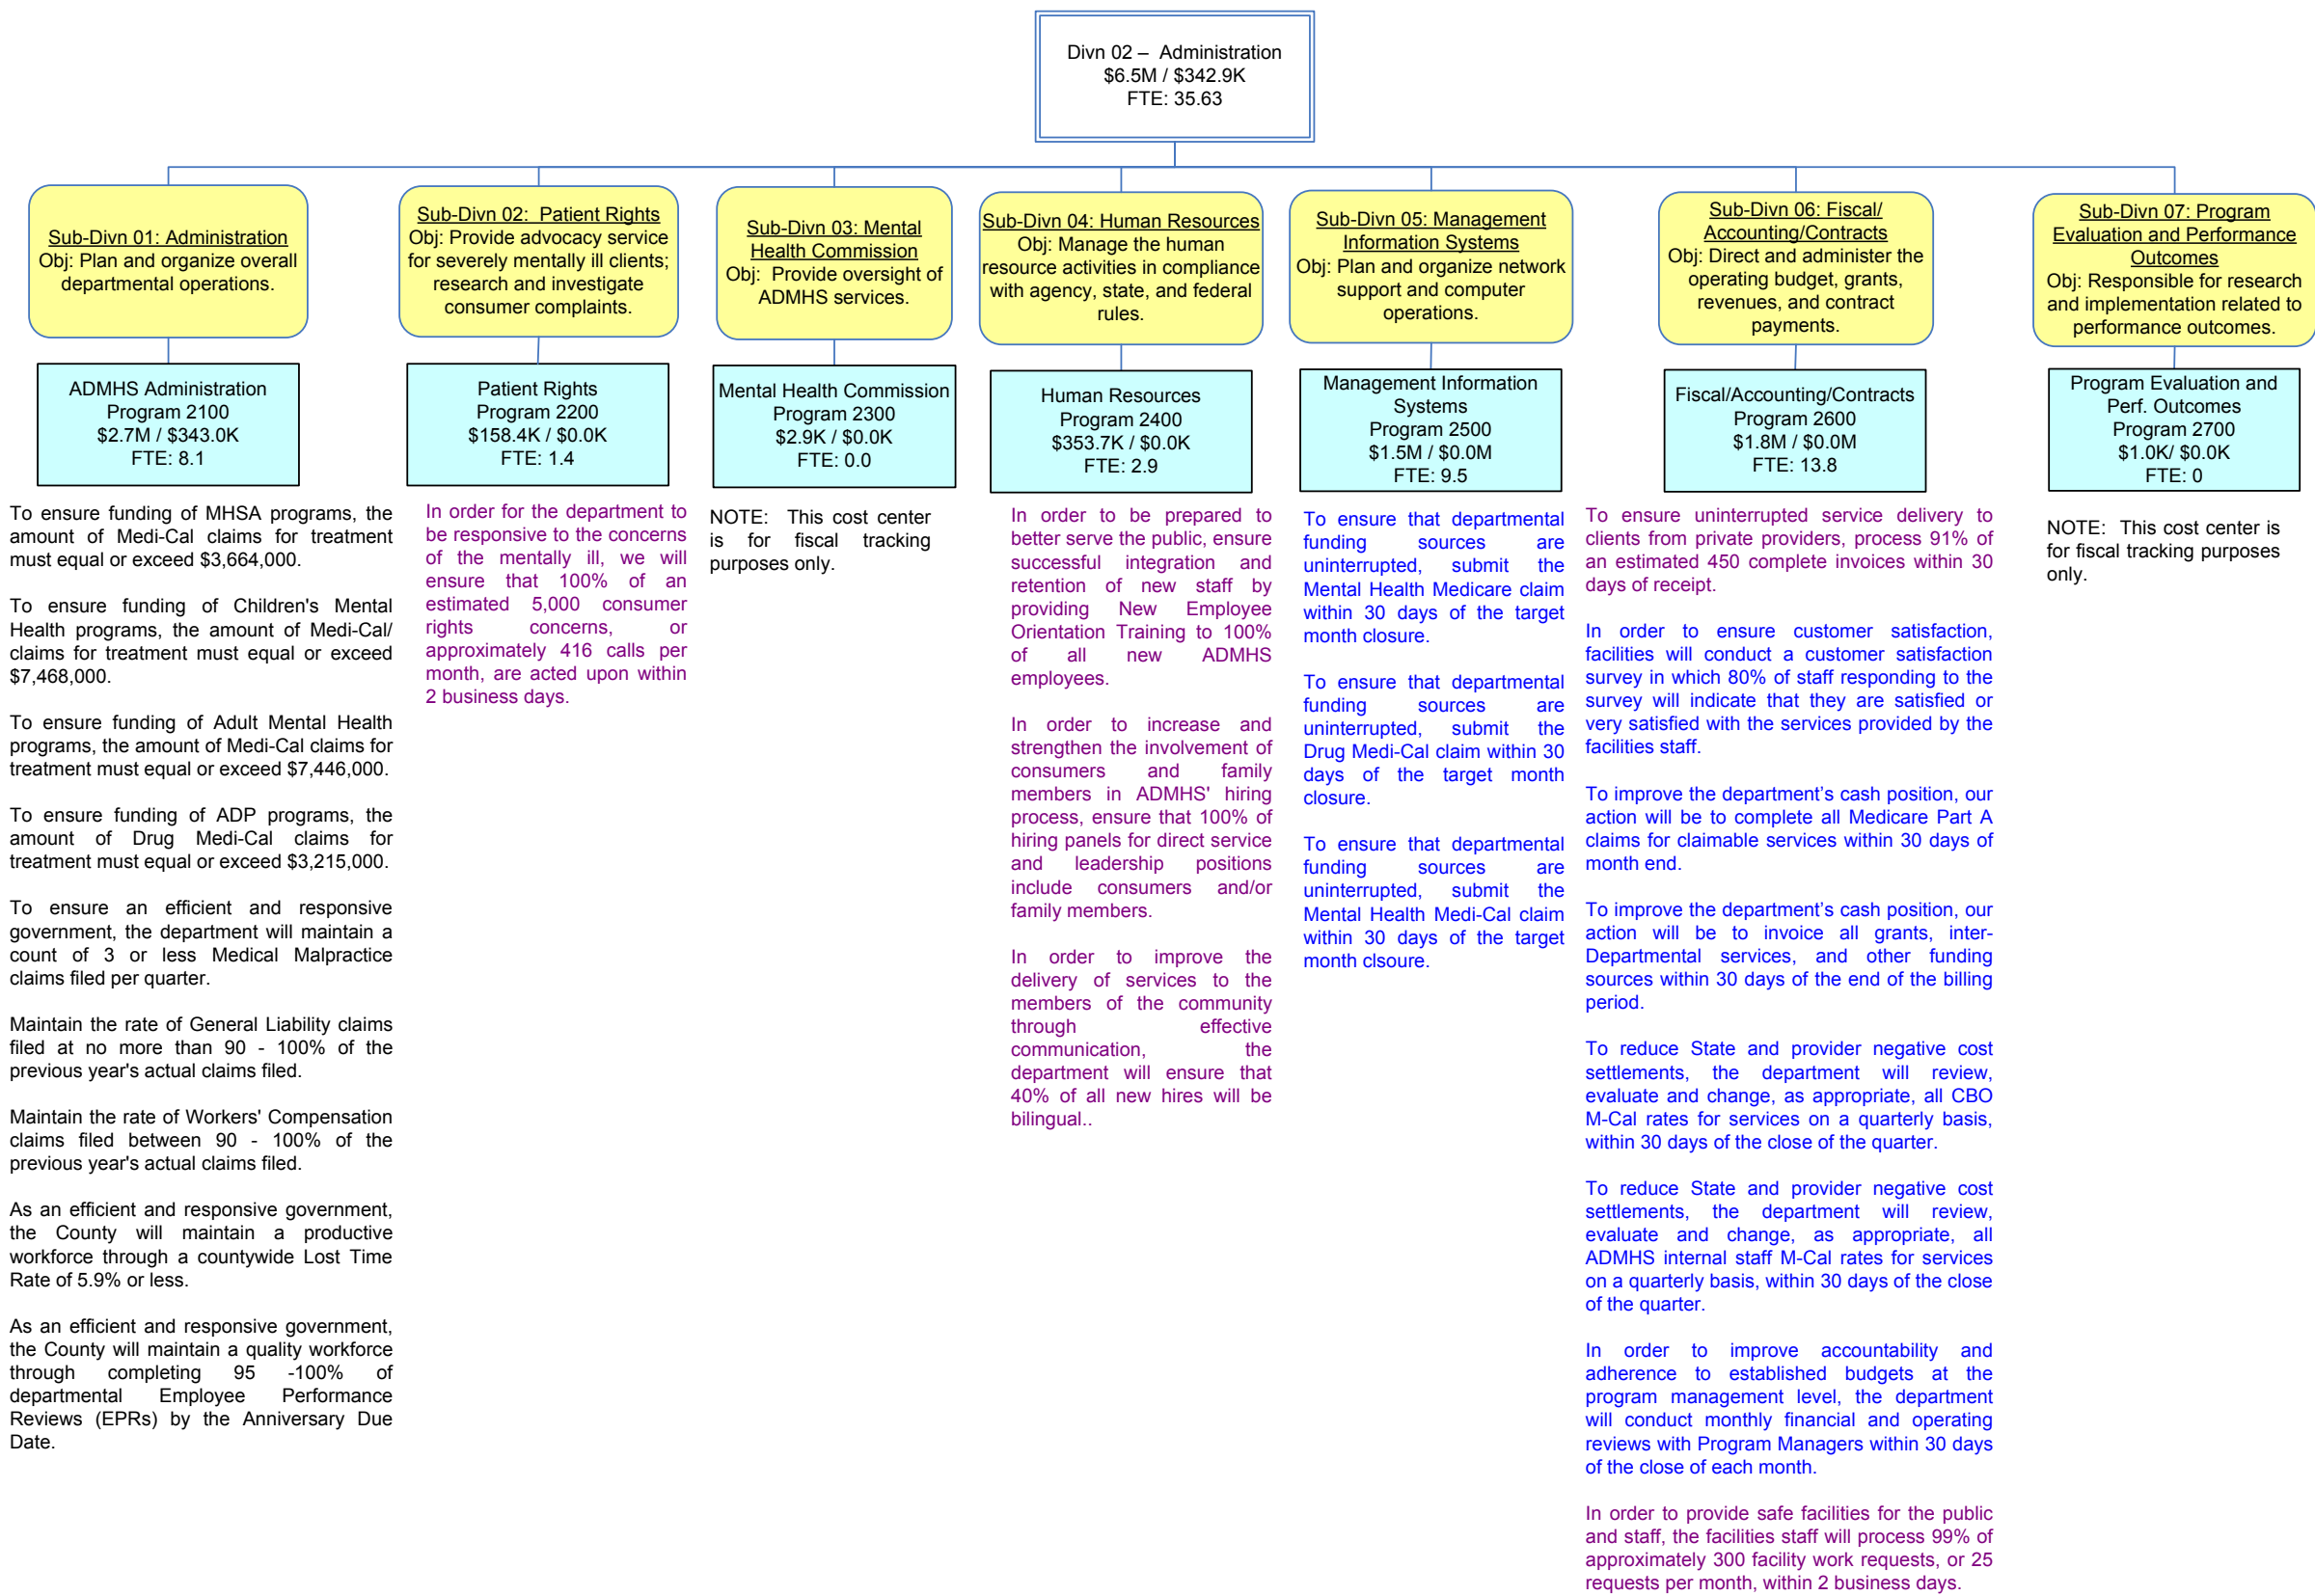 Divn 02 – Administration
$6.5M / $342.9K
FTE: 35.63
Sub-Divn 01: Administration
Obj: Plan and organize overall
departmental operations.
Sub-Divn 02: Patient Rights
Obj: Provide advocacy service
for severely mentally ill clients;
research and investigate
consumer complaints.
Sub-Divn 03: Mental
Health Commission
Obj: Provide oversight of
ADMHS services.
Sub-Divn 04: Human Resources
Obj: Manage the human
resource activities in compliance
with agency, state, and federal
rules.
Sub-Divn 05: Management
Information Systems
Obj: Plan and organize network
support and computer
operations.
Sub-Divn 06: Fiscal/
Accounting/Contracts
Obj: Direct and administer the
operating budget, grants,
revenues, and contract
payments.
Sub-Divn 07: Program
Evaluation and Performance
Outcomes
Obj: Responsible for research
and implementation related to
performance outcomes.
ADMHS Administration
Program 2100
$2.7M / $343.0K
FTE: 8.1
Patient Rights
Program 2200
$158.4K / $0.0K
FTE: 1.4
Mental Health Commission
Program 2300
$2.9K / $0.0K
FTE: 0.0
Human Resources
Program 2400
$353.7K / $0.0K
FTE: 2.9
Management Information
Systems
Program 2500
$1.5M / $0.0M
FTE: 9.5
Fiscal/Accounting/Contracts
Program 2600
$1.8M / $0.0M
FTE: 13.8
Program Evaluation and
Perf. Outcomes
Program 2700
$1.0K/ $0.0K
FTE: 0
To ensure funding of MHSA programs, the
amount of Medi-Cal claims for treatment
must equal or exceed $3,664,000.
To ensure funding of Children's Mental
Health programs, the amount of Medi-Cal/
claims for treatment must equal or exceed
$7,468,000.
To ensure funding of Adult Mental Health
programs, the amount of Medi-Cal claims for
treatment must equal or exceed $7,446,000.
To ensure funding of ADP programs, the
amount of Drug Medi-Cal claims for
treatment must equal or exceed $3,215,000.
To ensure an efficient and responsive
government, the department will maintain a
count of 3 or less Medical Malpractice
claims filed per quarter.
Maintain the rate of General Liability claims
filed at no more than 90 - 100% of the
previous year's actual claims filed.
Maintain the rate of Workers' Compensation
claims filed between 90 - 100% of the
previous year's actual claims filed.
As an efficient and responsive government,
the County will maintain a productive
workforce through a countywide Lost Time
Rate of 5.9% or less.
As an efficient and responsive government,
the County will maintain a quality workforce
through completing 95 -100% of
departmental Employee Performance
Reviews (EPRs) by the Anniversary Due
Date.
In order for the department to
be responsive to the concerns
of the mentally ill, we will
ensure that 100% of an
estimated 5,000 consumer
rights concerns, or
approximately 416 calls per
month, are acted upon within
2 business days.
NOTE: This cost center
is for fiscal tracking
purposes only.
In order to be prepared to
better serve the public, ensure
successful integration and
retention of new staff by
providing New Employee
Orientation Training to 100%
of all new ADMHS
employees.
In order to increase and
strengthen the involvement of
consumers and family
members in ADMHS' hiring
process, ensure that 100% of
hiring panels for direct service
and leadership positions
include consumers and/or
family members.
In order to improve the
delivery of services to the
members of the community
through effective
communication, the
department will ensure that
40% of all new hires will be
bilingual..
To ensure that departmental
funding sources are
uninterrupted, submit the
Mental Health Medicare claim
within 30 days of the target
month closure.
To ensure that departmental
funding sources are
uninterrupted, submit the
Drug Medi-Cal claim within 30
days of the target month
closure.
To ensure that departmental
funding sources are
uninterrupted, submit the
Mental Health Medi-Cal claim
within 30 days of the target
month clsoure.
To ensure uninterrupted service delivery to
clients from private providers, process 91% of
an estimated 450 complete invoices within 30
days of receipt.
In order to ensure customer satisfaction,
facilities will conduct a customer satisfaction
survey in which 80% of staff responding to the
survey will indicate that they are satisfied or
very satisfied with the services provided by the
facilities staff.
To improve the department's cash position, our
action will be to complete all Medicare Part A
claims for claimable services within 30 days of
month end.
To improve the department's cash position, our
action will be to invoice all grants, inter-
Departmental services, and other funding
sources within 30 days of the end of the billing
period.
To reduce State and provider negative cost
settlements, the department will review,
evaluate and change, as appropriate, all CBO
M-Cal rates for services on a quarterly basis,
within 30 days of the close of the quarter.
To reduce State and provider negative cost
settlements, the department will review,
evaluate and change, as appropriate, all
ADMHS internal staff M-Cal rates for services
on a quarterly basis, within 30 days of the close
of the quarter.
In order to improve accountability and
adherence to established budgets at the
program management level, the department
will conduct monthly financial and operating
reviews with Program Managers within 30 days
of the close of each month.
In order to provide safe facilities for the public
and staff, the facilities staff will process 99% of
approximately 300 facility work requests, or 25
requests per month, within 2 business days.
NOTE: This cost center is
for fiscal tracking purposes
only.